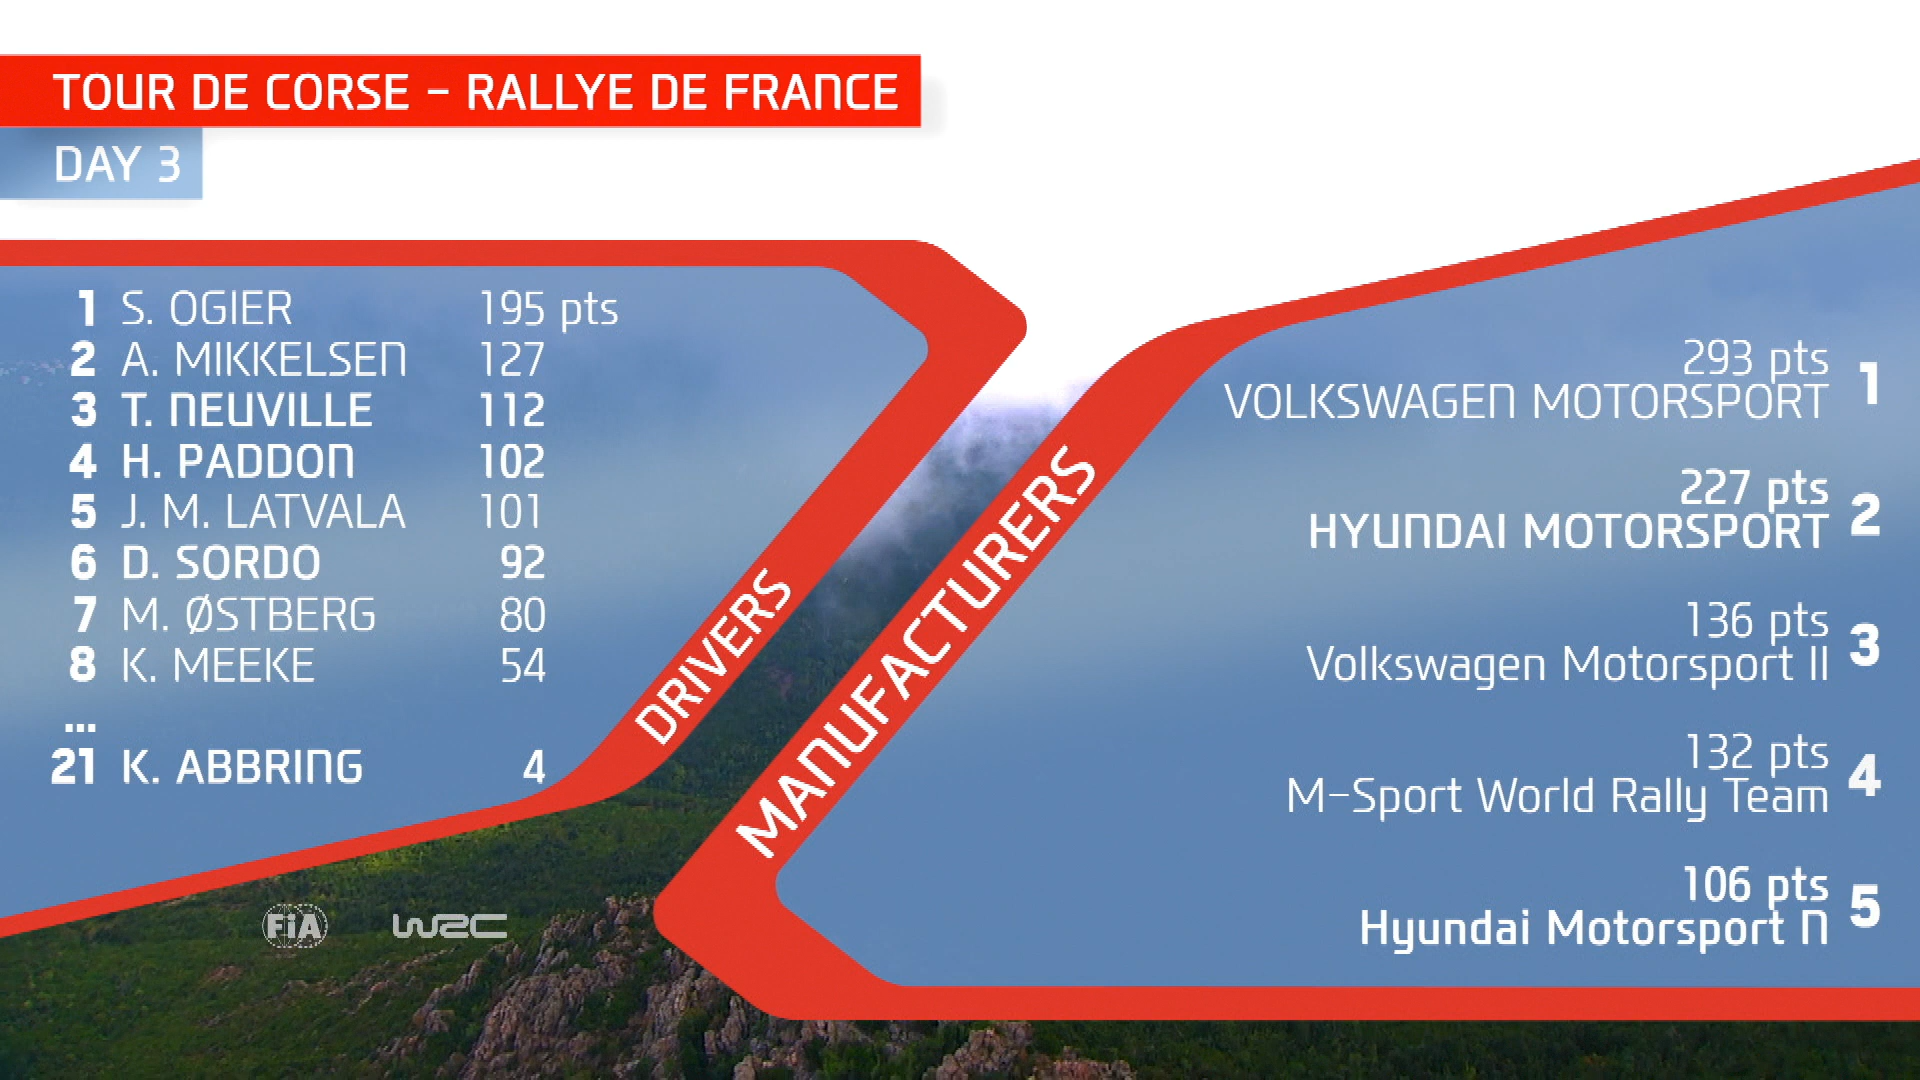 TOUR DE CORSE – RALLYE DE FRANCE
DAY 3
1 S. OGIER 195 pts
2 A. MIKKELSEN 127
3 T. NEUVILLE 112
4 H. PADDON 102
5 J. M. LATVALA 101
6 D. SORDO 92
7 M. ØSTBERG 80
8 K. MEEKE 54
...
21 K. ABBRING 4
DRIVERS
MANUFACTURERS
293 pts
VOLKSWAGEN MOTORSPORT 1
227 pts
HYUNDAI MOTORSPORT 2
136 pts
Volkswagen Motorsport II 3
132 pts
M-Sport World Rally Team 4
106 pts
Hyundai Motorsport N 5
FiA WRC